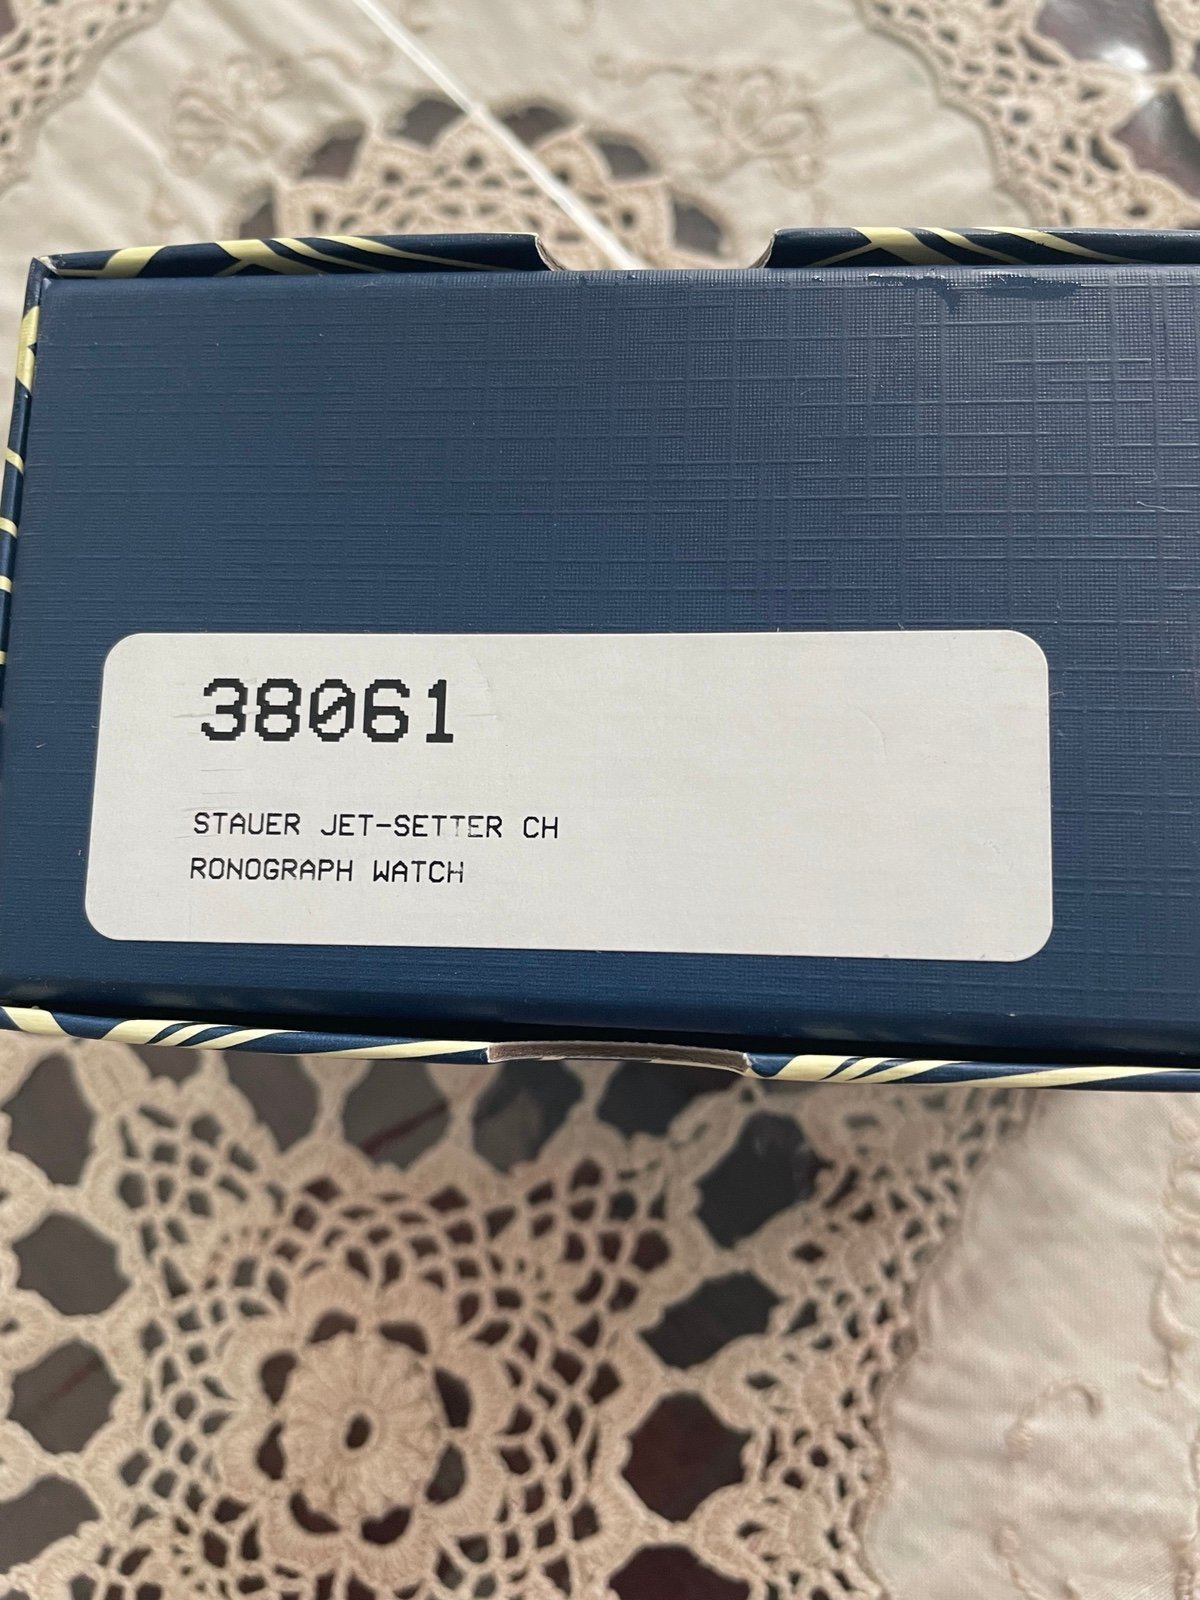 38061
STAUER JET-SETTER CH
RONOGRAPH WATCH